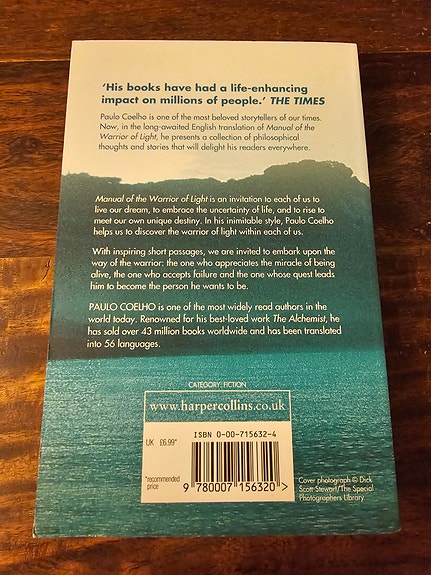 ‘His books have had a life-enhancing
impact on millions of people.’ THE TIMES
Paulo Coelho is one of the most beloved storytellers of our times.
Now, in the long-awaited English translation of Manual of the
Warrior of Light, he presents a collection of philosophical
thoughts and stories that will delight his readers everywhere.
Manual of the Warrior of Light is an invitation to each of us to
live our dream, to embrace the uncertainty of life, and to rise to
meet our own unique destiny. In his inimitable style, Paulo Coelho
helps us to discover the warrior of light within each of us.
With inspiring short passages, we are invited to embark upon the
way of the warrior: the one who appreciates the miracle of being
alive, the one who accepts failure and the one whose quest leads
him to become the person he wants to be.
PAULO COELHO is one of the most widely read authors in the
world today. Renowned for his best-loved work The Alchemist, he
has sold over 43 million books worldwide and has been translated
into 56 languages.
CATEGORY: FICTION
www.harpercollins.co.uk
ISBN 0-00-715632-4
UK £6.99*
*recommended
price
9 780007 156320 >
Cover photograph © Dick
Scott Stewart/The Special
Photographers Library